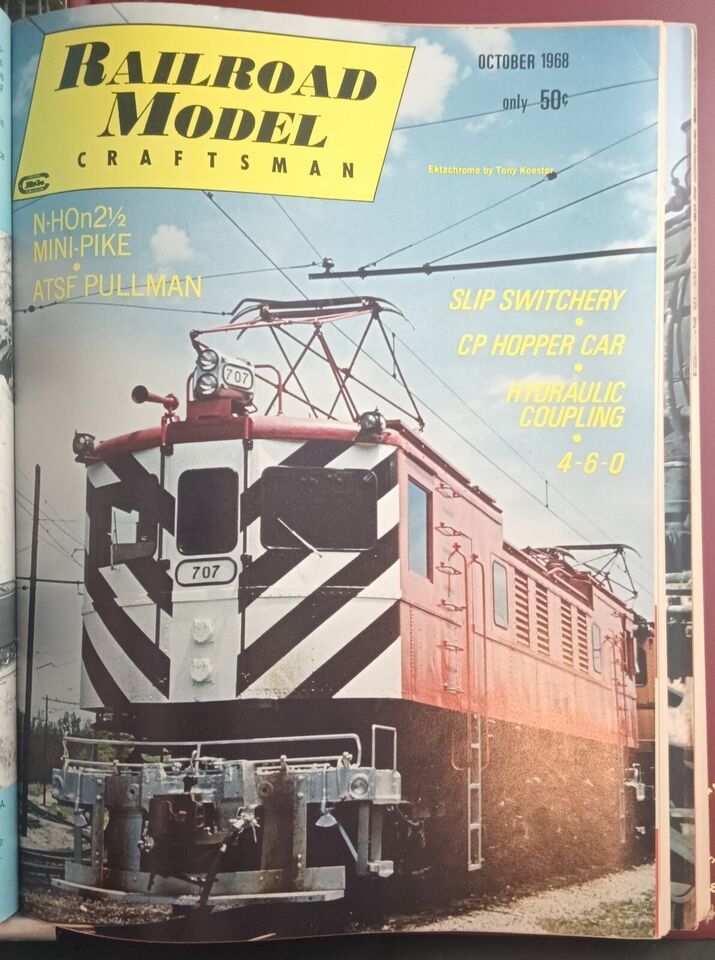 RAILROAD
MODEL
CRAFTSMAN
OCTOBER 1968
only 50¢
Ektachrome by Tony Koester
N-HOn2½
MINI-PIKE
•
ATSF PULLMAN
SLIP SWITCHERY
•
CP HOPPER CAR
•
HYDRAULIC
COUPLING
•
4-6-0
707
707